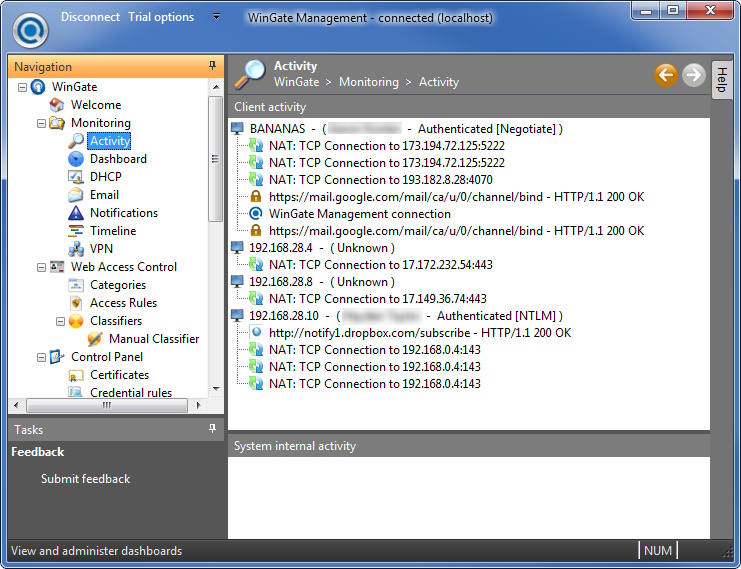 Disconnect Trial options WinGate Management - connected (localhost)
Navigation
WinGate
Welcome
Monitoring
Activity
Dashboard
DHCP
Email
Notifications
Timeline
VPN
Web Access Control
Categories
Access Rules
Classifiers
Manual Classifier
Control Panel
Certificates
Credential rules
Tasks
Feedback
Submit feedback
Activity
WinGate > Monitoring > Activity
Help
Client activity
BANANAS - ( - Authenticated [Negotiate] )
NAT: TCP Connection to 173.194.72.125:5222
NAT: TCP Connection to 173.194.72.125:5222
NAT: TCP Connection to 193.182.8.28:4070
https://mail.google.com/mail/ca/u/0/channel/bind - HTTP/1.1 200 OK
WinGate Management connection
https://mail.google.com/mail/ca/u/0/channel/bind - HTTP/1.1 200 OK
192.168.28.4 - ( Unknown )
NAT: TCP Connection to 17.172.232.54:443
192.168.28.8 - ( Unknown )
NAT: TCP Connection to 17.149.36.74:443
192.168.28.10 - ( - Authenticated [NTLM] )
http://notify1.dropbox.com/subscribe - HTTP/1.1 200 OK
NAT: TCP Connection to 192.168.0.4:143
NAT: TCP Connection to 192.168.0.4:143
NAT: TCP Connection to 192.168.0.4:143
System internal activity
View and administer dashboards
NUM